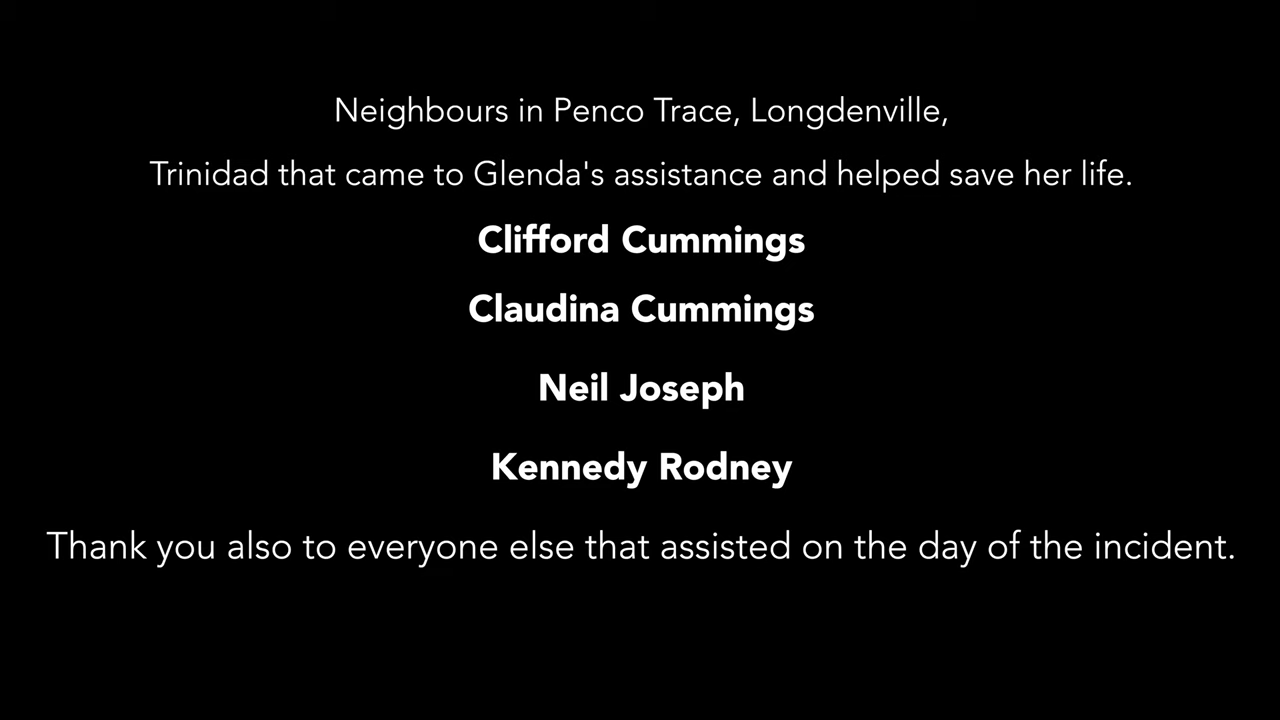 Neighbours in Penco Trace, Longdenville,
Trinidad that came to Glenda's assistance and helped save her life.
Clifford Cummings
Claudina Cummings
Neil Joseph
Kennedy Rodney
Thank you also to everyone else that assisted on the day of the incident.